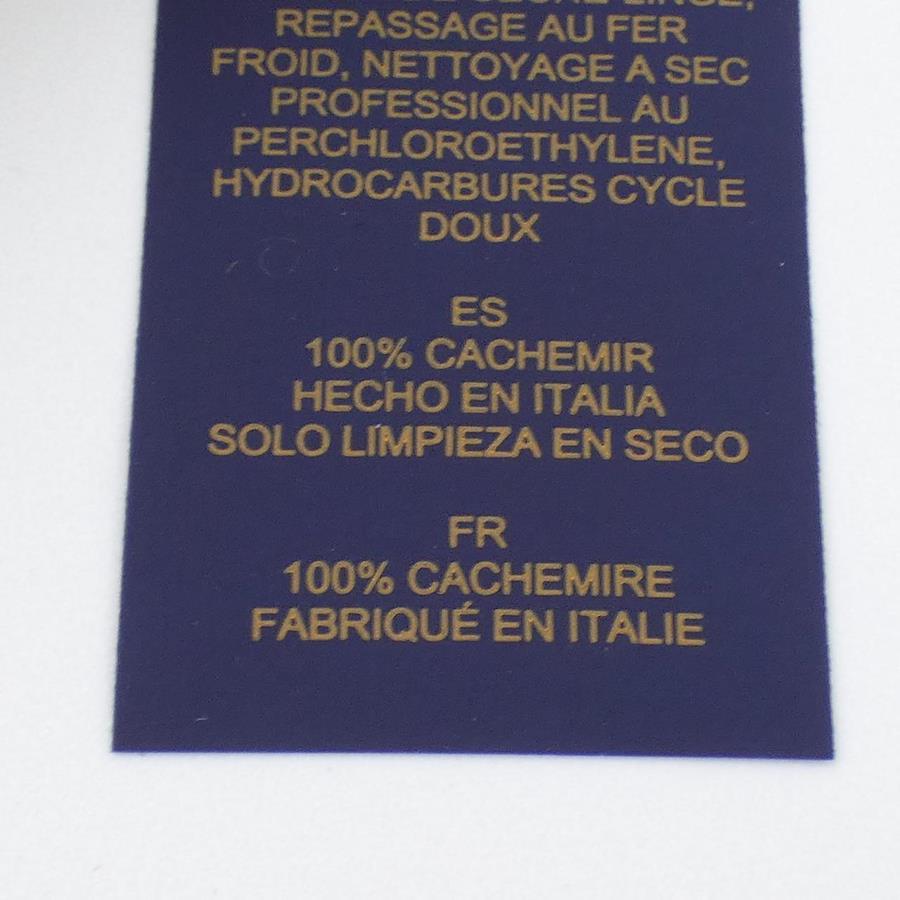 REPASSAGE AU FER
FROID, NETTOYAGE A SEC
PROFESSIONNEL AU
PERCHLOROETHYLENE,
HYDROCARBURES CYCLE
DOUX
ES
100% CACHEMIR
HECHO EN ITALIA
SOLO LIMPIEZA EN SECO
FR
100% CACHEMIRE
FABRIQUÉ EN ITALIE